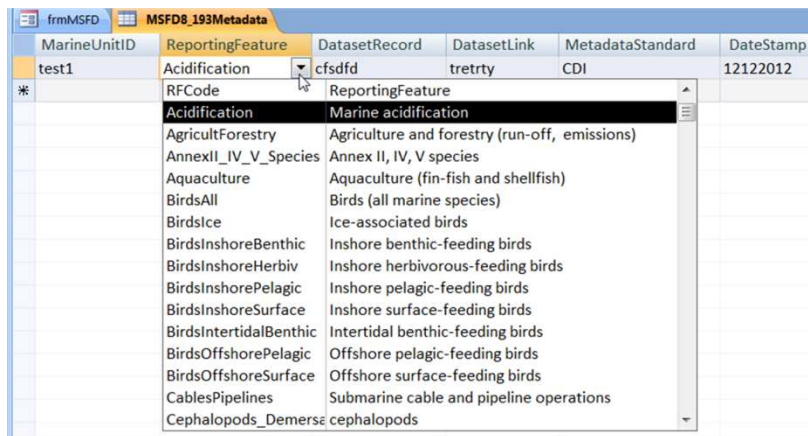 frmMSFD MSFD8_193Metadata
MarineUnitID ReportingFeature DatasetRecord DatasetLink MetadataStandard DateStamp
test1 Acidification cfsdfd tretrty CDI 12122012
RFCode ReportingFeature
Acidification Marine acidification
AgricultForestry Agriculture and forestry (run-off, emissions)
AnnexII_IV_V_Species Annex II, IV, V species
Aquaculture Aquaculture (fin-fish and shellfish)
BirdsAll Birds (all marine species)
BirdsIce Ice-associated birds
BirdsInshoreBenthic Inshore benthic-feeding birds
BirdsInshoreHerbiv Inshore herbivorous-feeding birds
BirdsInshorePelagic Inshore pelagic-feeding birds
BirdsInshoreSurface Inshore surface-feeding birds
BirdsIntertidalBenthic Intertidal benthic-feeding birds
BirdsOffshorePelagic Offshore pelagic-feeding birds
BirdsOffshoreSurface Offshore surface-feeding birds
CablesPipelines Submarine cable and pipeline operations
Cephalopods_Demersa cephalopods